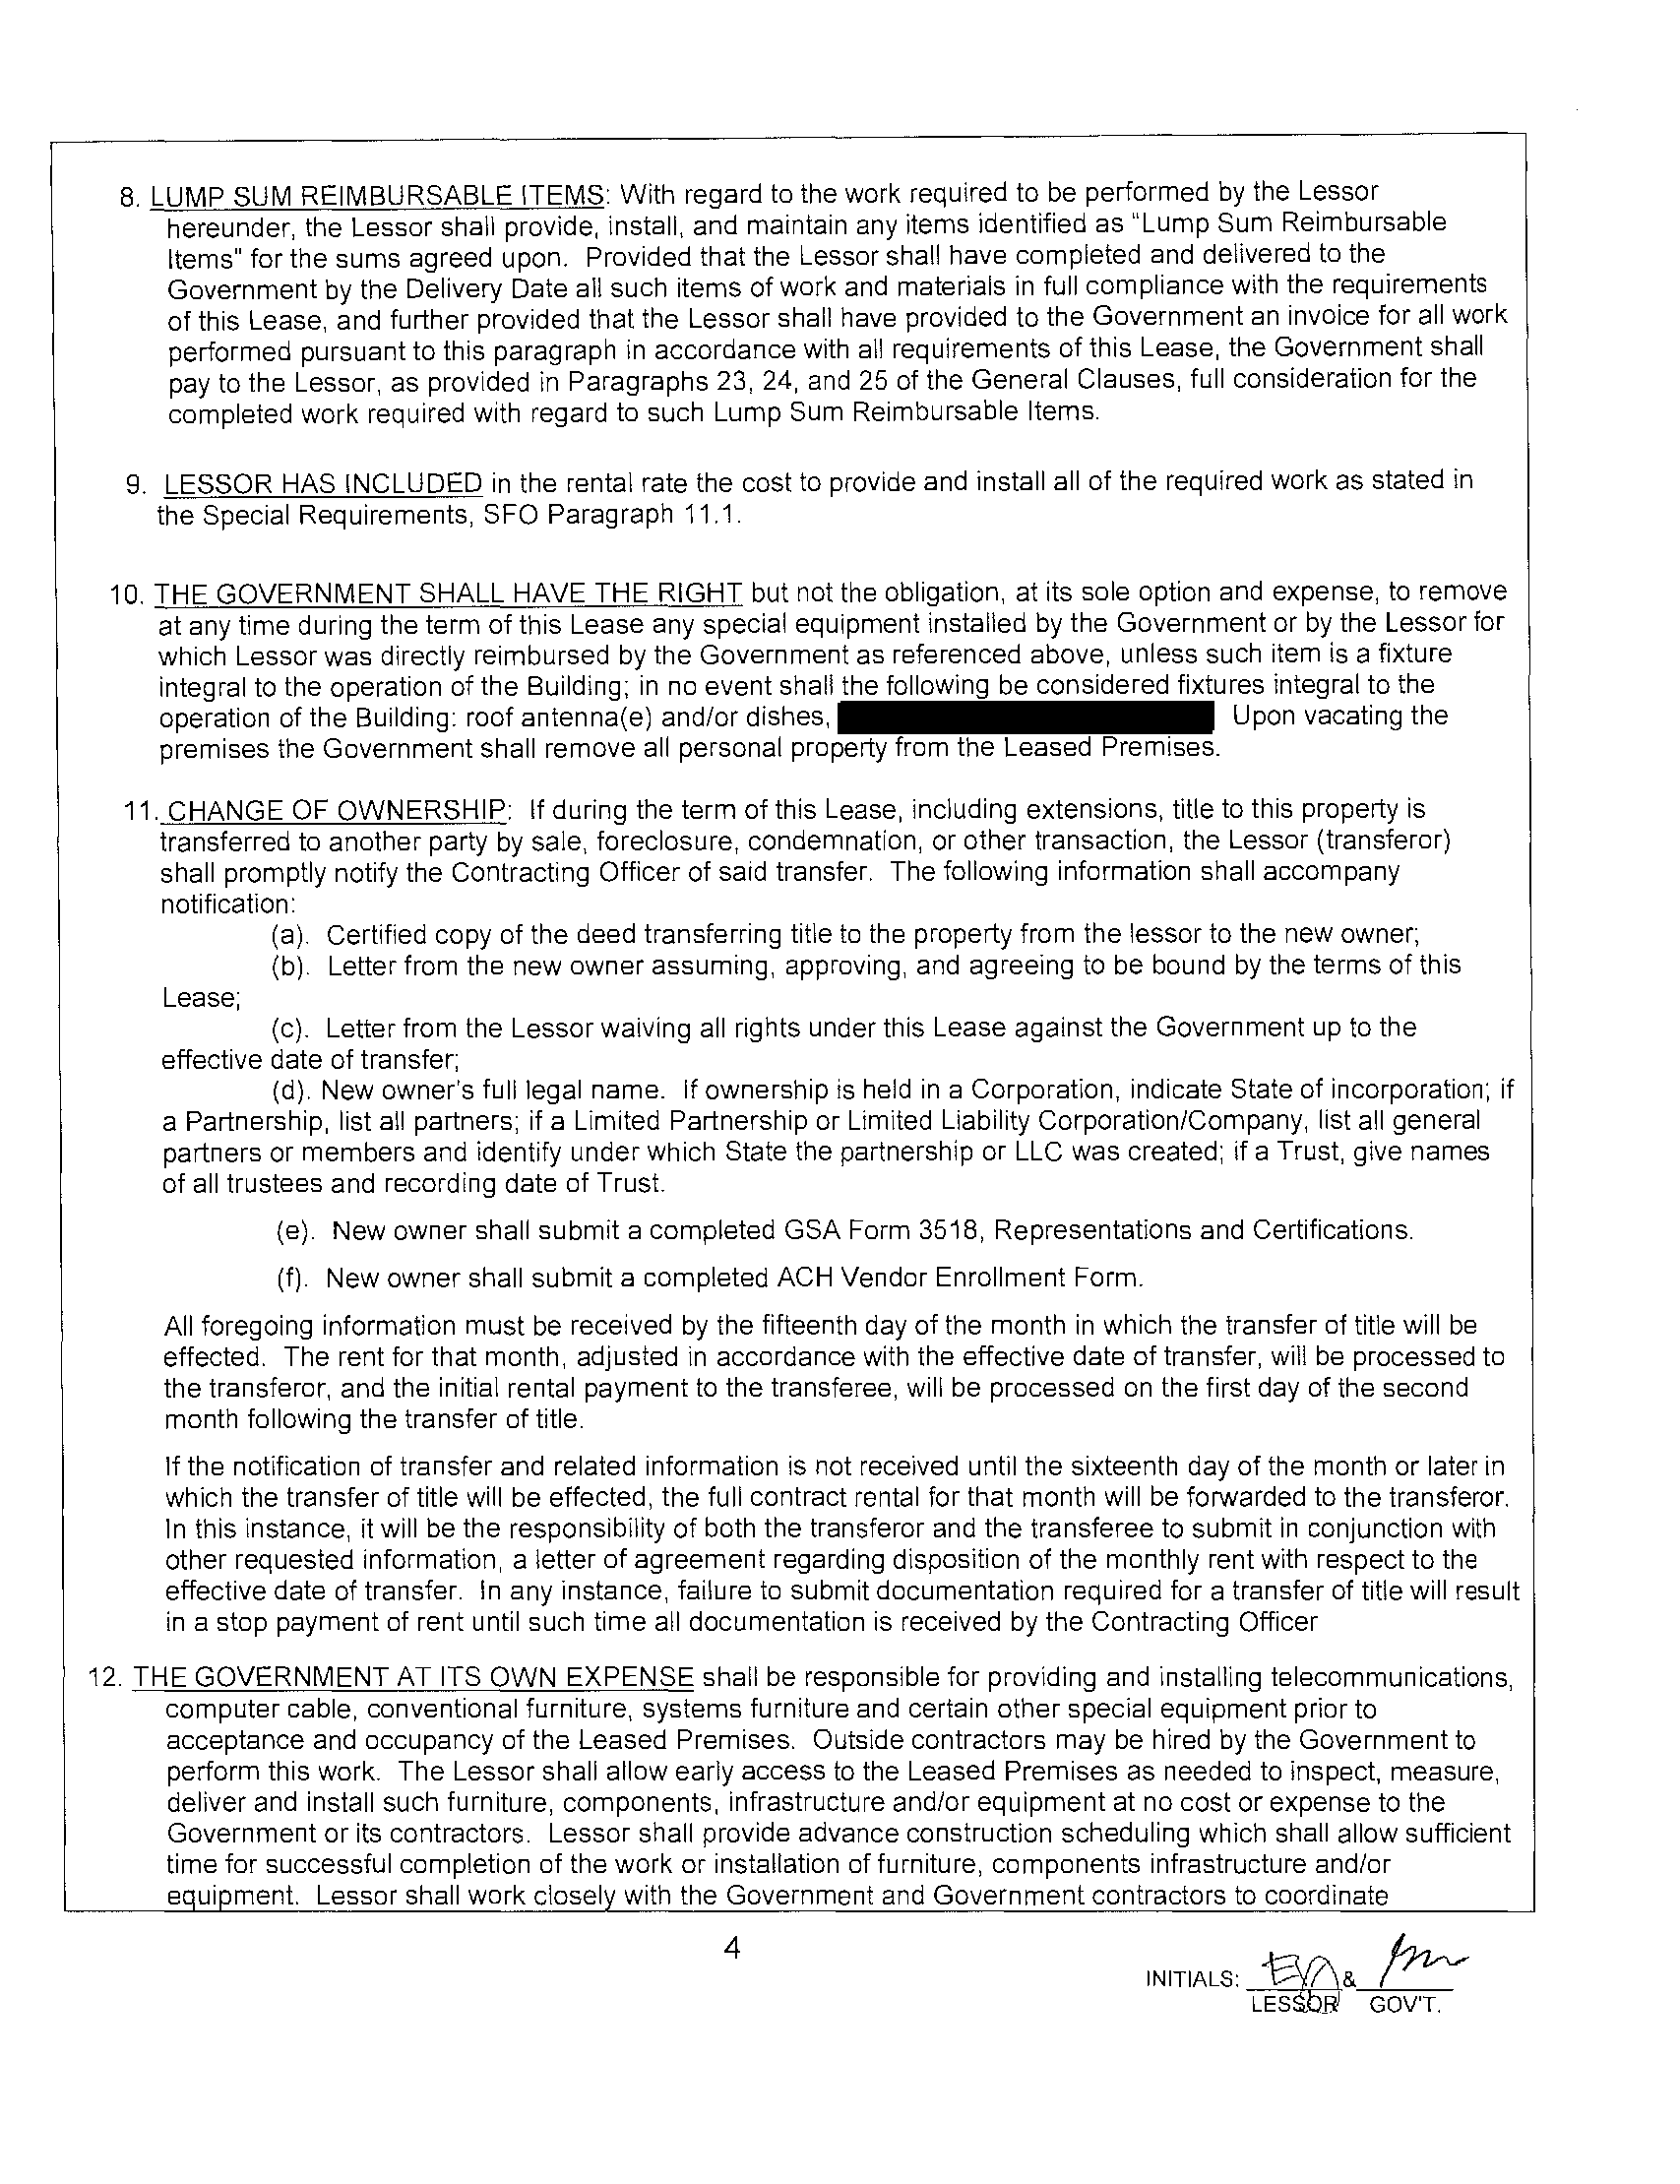 8. LUMP SUM REIMBURSABLE ITEMS: With regard to the work required to be performed by the Lessor
hereunder, the Lessor shall provide, install, and maintain any items identified as "Lump Sum Reimbursable
Items" for the sums agreed upon. Provided that the Lessor shall have completed and delivered to the
Government by the Delivery Date all such items of work and materials in full compliance with the requirements
of this Lease, and further provided that the Lessor shall have provided to the Government an invoice for all work
performed pursuant to this paragraph in accordance with all requirements of this Lease, the Government shall
pay to the Lessor, as provided in Paragraphs 23, 24, and 25 of the General Clauses, full consideration for the
completed work required with regard to such Lump Sum Reimbursable Items.
9. LESSOR HAS INCLUDED in the rental rate the cost to provide and install all of the required work as stated in
the Special Requirements, SFO Paragraph 11.1.
10. THE GOVERNMENT SHALL HAVE THE RIGHT but not the obligation, at its sole option and expense, to remove
at any time during the term of this Lease any special equipment installed by the Government or by the Lessor for
which Lessor was directly reimbursed by the Government as referenced above, unless such item is a fixture
integral to the operation of the Building; in no event shall the following be considered fixtures integral to the
operation of the Building: roof antenna(e) and/or dishes, Upon vacating the
premises the Government shall remove all personal property from the Leased Premises.
11. CHANGE OF OWNERSHIP: If during the term of this Lease, including extensions, title to this property is
transferred to another party by sale, foreclosure, condemnation, or other transaction, the Lessor (transferor)
shall promptly notify the Contracting Officer of said transfer. The following information shall accompany
notification:
(a). Certified copy of the deed transferring title to the property from the lessor to the new owner;
(b). Letter from the new owner assuming, approving, and agreeing to be bound by the terms of this
Lease;
(c). Letter from the Lessor waiving all rights under this Lease against the Government up to the
effective date of transfer;
(d). New owner's full legal name. If ownership is held in a Corporation, indicate State of incorporation; if
a Partnership, list all partners; if a Limited Partnership or Limited Liability Corporation/Company, list all general
partners or members and identify under which State the partnership or LLC was created; if a Trust, give names
of all trustees and recording date of Trust.
(e). New owner shall submit a completed GSA Form 3518, Representations and Certifications.
(f). New owner shall submit a completed ACH Vendor Enrollment Form.
All foregoing information must be received by the fifteenth day of the month in which the transfer of title will be
effected. The rent for that month, adjusted in accordance with the effective date of transfer, will be processed to
the transferor, and the initial rental payment to the transferee, will be processed on the first day of the second
month following the transfer of title.
If the notification of transfer and related information is not received until the sixteenth day of the month or later in
which the transfer of title will be effected, the full contract rental for that month will be forwarded to the transferor.
In this instance, it will be the responsibility of both the transferor and the transferee to submit in conjunction with
other requested information, a letter of agreement regarding disposition of the monthly rent with respect to the
effective date of transfer. In any instance, failure to submit documentation required for a transfer of title will result
in a stop payment of rent until such time all documentation is received by the Contracting Officer
12. THE GOVERNMENT AT ITS OWN EXPENSE shall be responsible for providing and installing telecommunications,
computer cable, conventional furniture, systems furniture and certain other special equipment prior to
acceptance and occupancy of the Leased Premises. Outside contractors may be hired by the Government to
perform this work. The Lessor shall allow early access to the Leased Premises as needed to inspect, measure,
deliver and install such furniture, components, infrastructure and/or equipment at no cost or expense to the
Government or its contractors. Lessor shall provide advance construction scheduling which shall allow sufficient
time for successful completion of the work or installation of furniture, components infrastructure and/or
equipment. Lessor shall work closely with the Government and Government contractors to coordinate
4
INITIALS: &
LESSOR GOV'T.